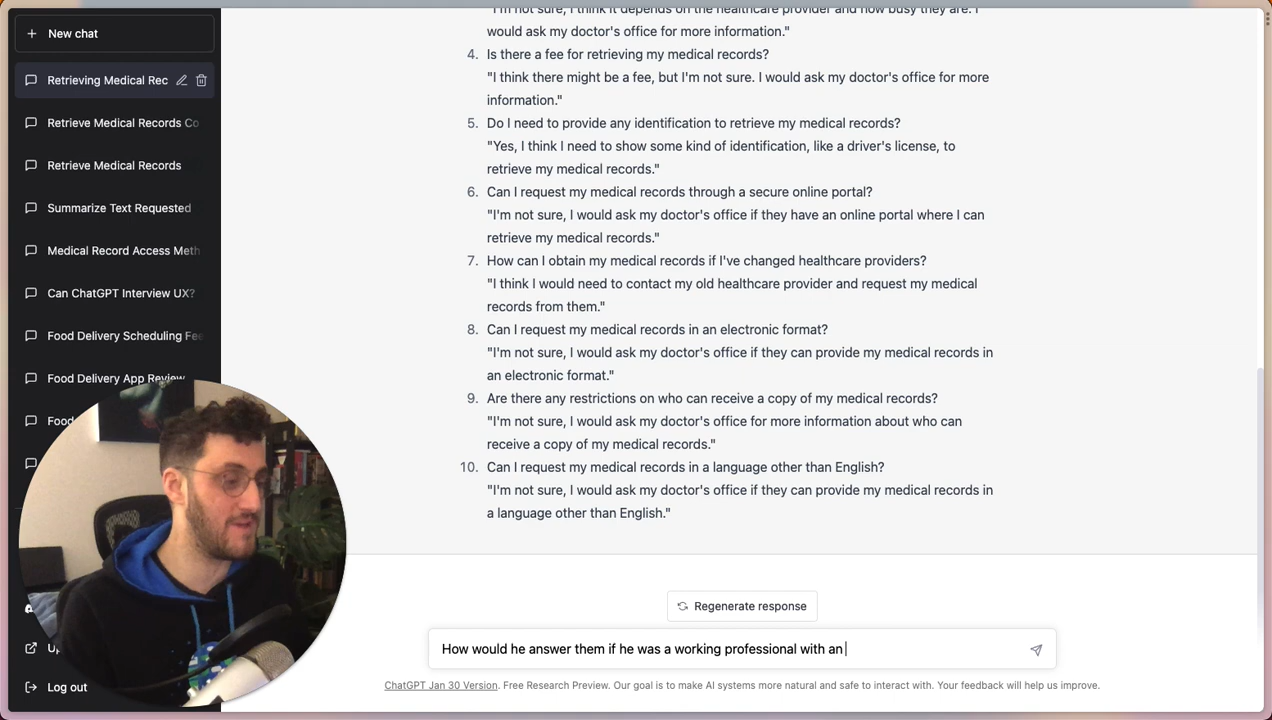 New chat
Retrieving Medical Rec
Retrieve Medical Records Co
Retrieve Medical Records
Summarize Text Requested
Medical Record Access Meth
Can ChatGPT Interview UX?
Food Delivery Scheduling Fee
Food Delivery App Review
Log out
"I'm not sure, I think it depends on the healthcare provider and how busy they are. I
would ask my doctor's office for more information."
4. Is there a fee for retrieving my medical records?
"I think there might be a fee, but I'm not sure. I would ask my doctor's office for more
information."
5. Do I need to provide any identification to retrieve my medical records?
"Yes, I think I need to show some kind of identification, like a driver's license, to
retrieve my medical records."
6. Can I request my medical records through a secure online portal?
"I'm not sure, I would ask my doctor's office if they have an online portal where I can
retrieve my medical records."
7. How can I obtain my medical records if I've changed healthcare providers?
"I think I would need to contact my old healthcare provider and request my medical
records from them."
8. Can I request my medical records in an electronic format?
"I'm not sure, I would ask my doctor's office if they can provide my medical records in
an electronic format."
9. Are there any restrictions on who can receive a copy of my medical records?
"I'm not sure, I would ask my doctor's office for more information about who can
receive a copy of my medical records."
10. Can I request my medical records in a language other than English?
"I'm not sure, I would ask my doctor's office if they can provide my medical records in
a language other than English."
Regenerate response
How would he answer them if he was a working professional with an
ChatGPT Jan 30 Version. Free Research Preview. Our goal is to make AI systems more natural and safe to interact with. Your feedback will help us improve.